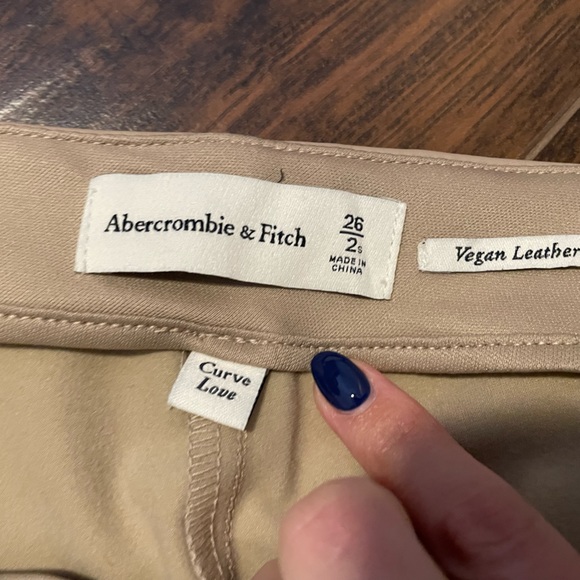 Abercrombie & Fitch
26
2s
MADE IN
CHINA
Vegan Leather
Curve
Love